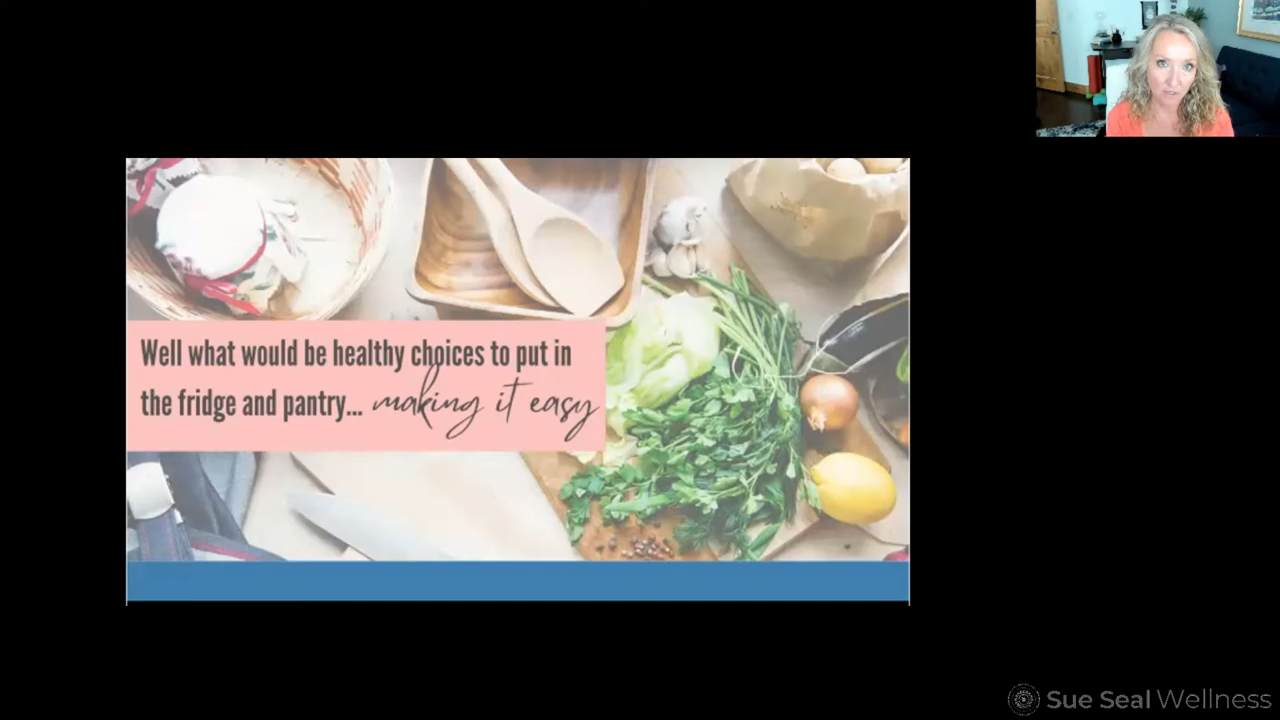 Well what would be healthy choices to put in
the fridge and pantry... making it easy
Sue Seal Wellness